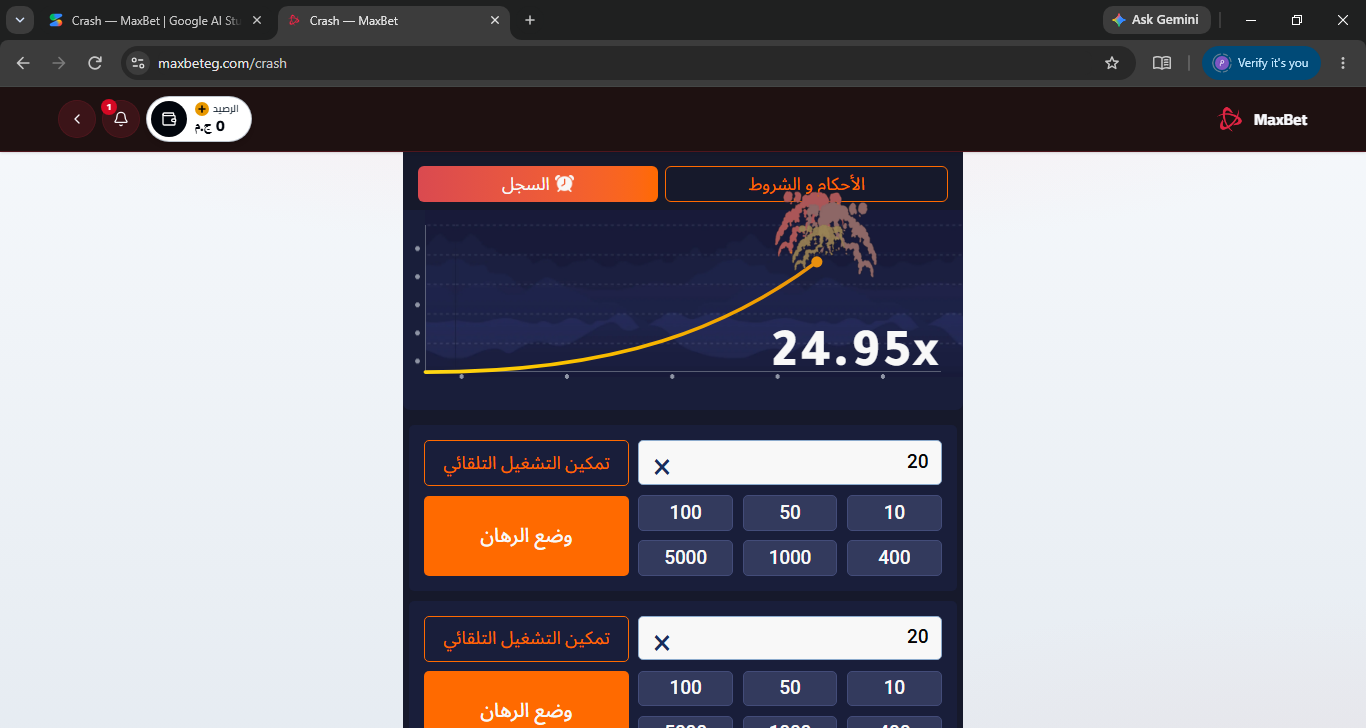 Crash — MaxBet | Google AI Stu
Crash — MaxBet
Ask Gemini
maxbeteg.com/crash
Verify it's you
1
الرصيد
0 ج.م
MaxBet
الأحكام و الشروط
السجل
24.95x
20
تمكين التشغيل التلقائي
10 50 100
وضع الرهان
400 1000 5000
20
تمكين التشغيل التلقائي
10 50 100
وضع الرهان